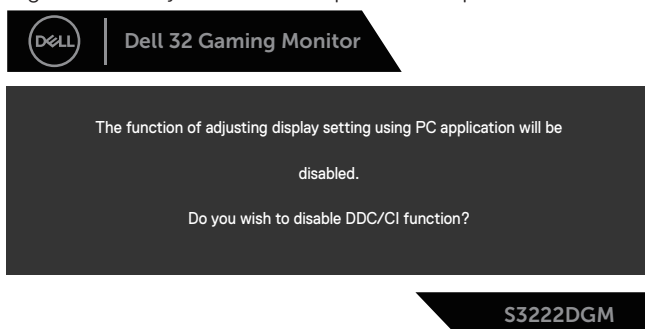 DELL
Dell 32 Gaming Monitor
The function of adjusting display setting using PC application will be
disabled.
Do you wish to disable DDC/CI function?
S3222DGM